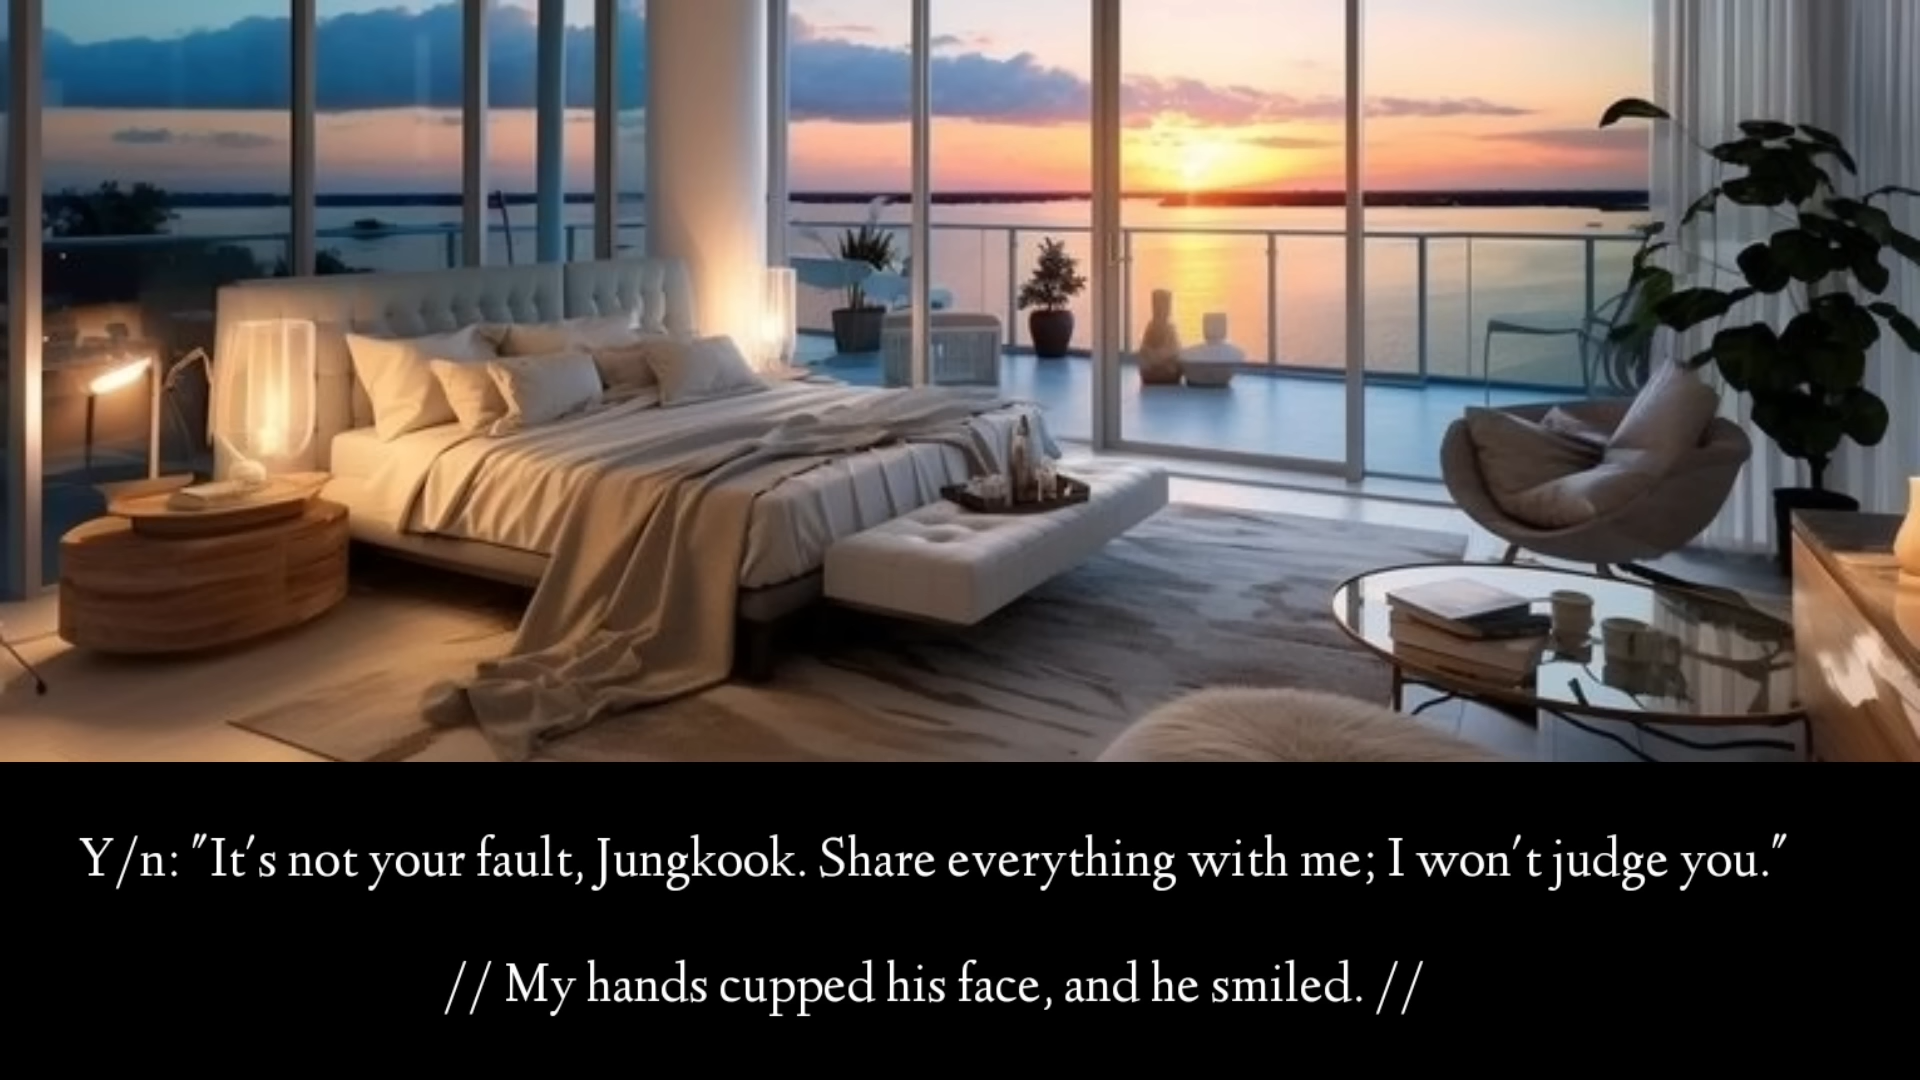 Y/n: "It's not your fault, Jungkook. Share everything with me; I won't judge you."
// My hands cupped his face, and he smiled. //